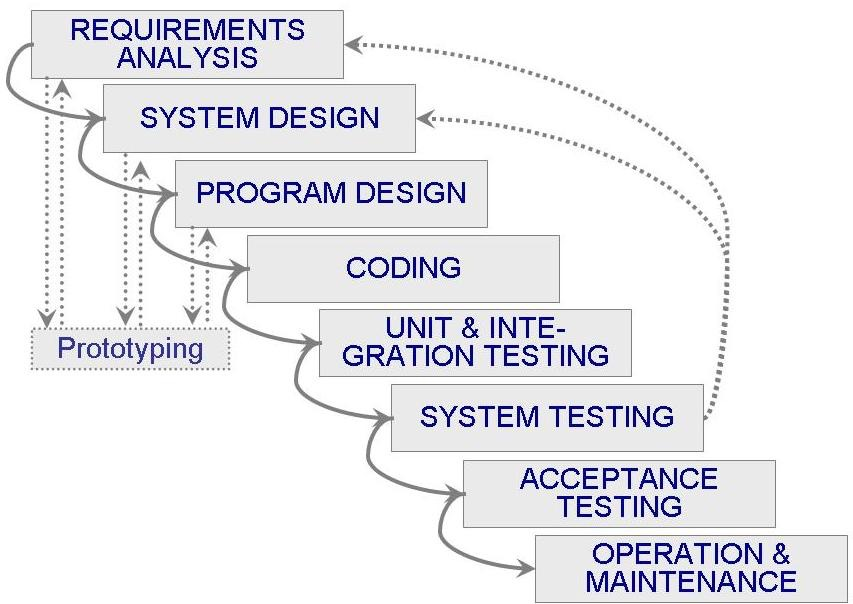 REQUIREMENTS
ANALYSIS
SYSTEM DESIGN
PROGRAM DESIGN
CODING
UNIT & INTE-
GRATION TESTING
Prototyping
SYSTEM TESTING
ACCEPTANCE
TESTING
OPERATION &
MAINTENANCE